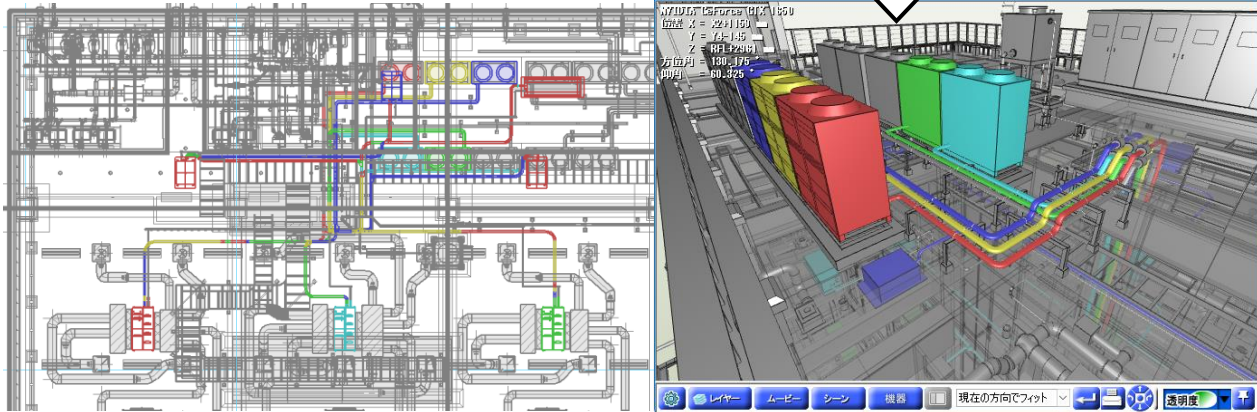 NVIDIA GeForce GTX 1650
位置 X = X2+1150
Y = Y4-145
Z = RFL+2961
方位角 = 130.175
仰角 = 60.325
レイヤー
ムービー
シーン
機器
現在の方向でフィット
透明度